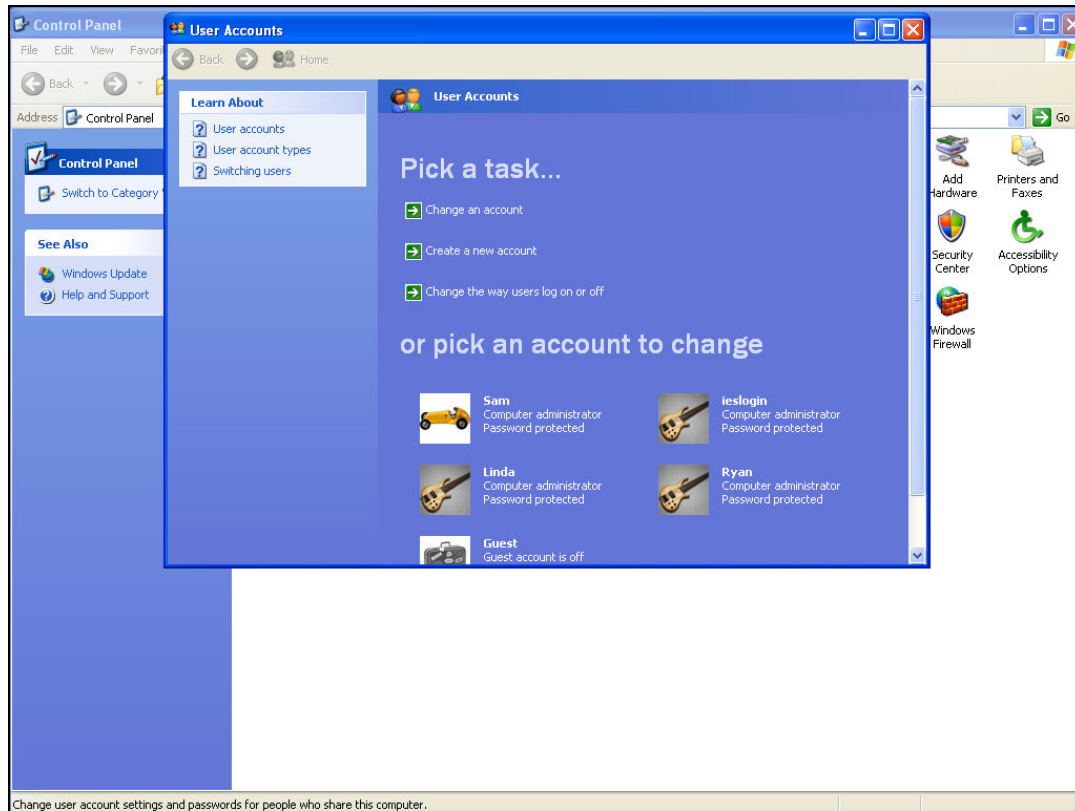 Control Panel
File Edit View Favori
Back
Address Control Panel
Go
Control Panel
Switch to Category
See Also
Windows Update
Help and Support
User Accounts
Back Home
Learn About
User accounts
User account types
Switching users
User Accounts
Pick a task...
Change an account
Create a new account
Change the way users log on or off
or pick an account to change
Sam
Computer administrator
Password protected
ieslogin
Computer administrator
Password protected
Linda
Computer administrator
Password protected
Ryan
Computer administrator
Password protected
Guest
Guest account is off
Add
Hardware
Printers and
Faxes
Security
Center
Accessibility
Options
Windows
Firewall
Change user account settings and passwords for people who share this computer.